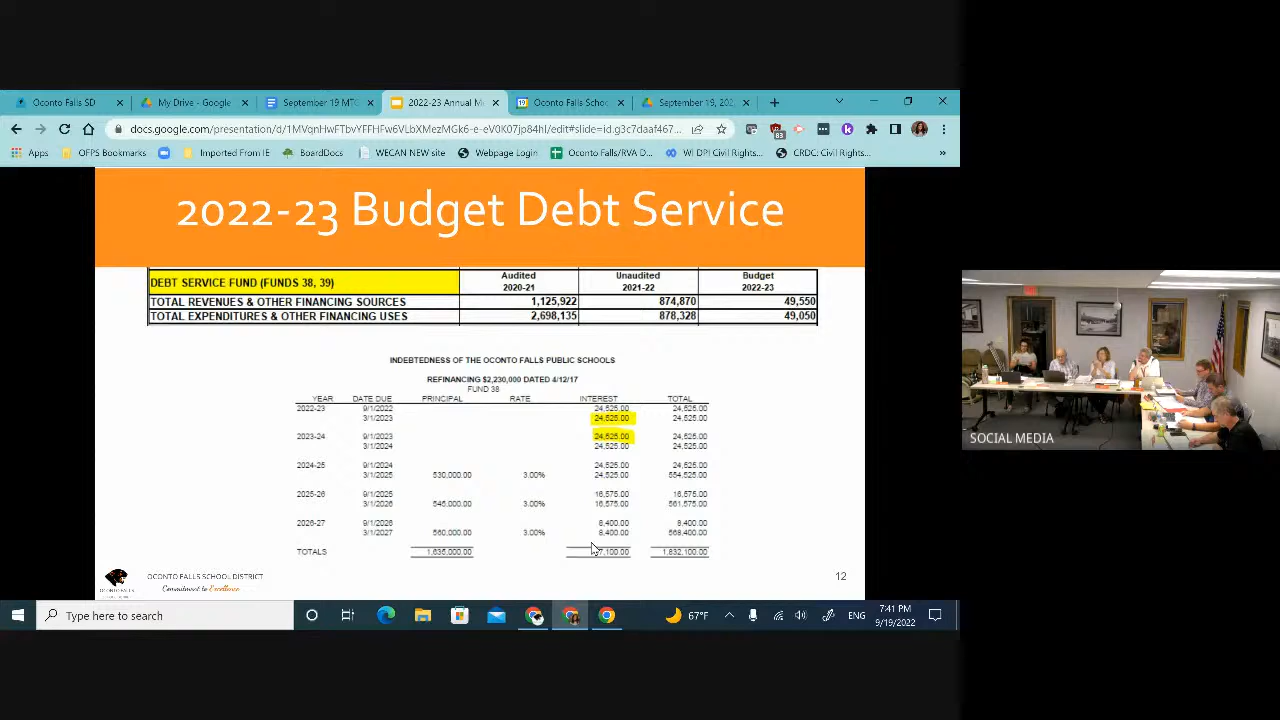 Oconto Falls SD
My Drive - Google
September 19 MTG
2022-23 Annual Me
Oconto Falls Schoo
September 19, 202
docs.google.com/presentation/d/1MVqnHwFTbvYFFHFw6VLbXMezMGk6-e-eV0K07jp84hI/edit#slide=id.g3c7daaf467...
83
Apps
OFPS Bookmarks
Imported From IE
BoardDocs
WECAN NEW site
Webpage Login
Oconto Falls/RVA D...
WI DPI Civil Rights...
CRDC: Civil Rights...
2022-23 Budget Debt Service
DEBT SERVICE FUND (FUNDS 38, 39) Audited 2020-21 Unaudited 2021-22 Budget 2022-23
TOTAL REVENUES & OTHER FINANCING SOURCES 1,125,922 874,870 49,550
TOTAL EXPENDITURES & OTHER FINANCING USES 2,698,135 878,328 49,050
INDEBTEDNESS OF THE OCONTO FALLS PUBLIC SCHOOLS
REFINANCING $2,230,000 DATED 4/12/17
FUND 38
YEAR DATE DUE PRINCIPAL RATE INTEREST TOTAL
2022-23 9/1/2022 24,525.00 24,525.00
3/1/2023 24,525.00 24,525.00
2023-24 9/1/2023 24,525.00 24,525.00
3/1/2024 24,525.00 24,525.00
2024-25 9/1/2024 24,525.00 24,525.00
3/1/2025 530,000.00 3.00% 24,525.00 554,525.00
2025-26 9/1/2025 16,575.00 16,575.00
3/1/2026 545,000.00 3.00% 16,575.00 561,575.00
2026-27 9/1/2026 8,400.00 8,400.00
3/1/2027 560,000.00 3.00% 8,400.00 568,400.00
TOTALS 1,635,000.00 7,100.00 1,832,100.00
OCONTO FALLS SCHOOL DISTRICT
Commitment to Excellence
12
SOCIAL MEDIA
Type here to search
67°F
ENG
7:41 PM
9/19/2022